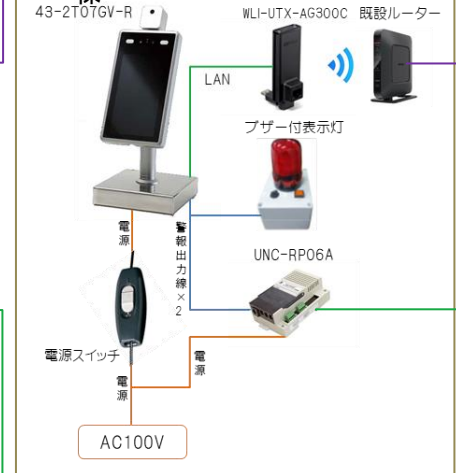 43-2T07GV-R
WLI-UTX-AG300C 既設ルーター
LAN
ブザー付表示灯
電源
警報出力線×2
UNC-RP06A
電源スイッチ
電源
電源
AC100V